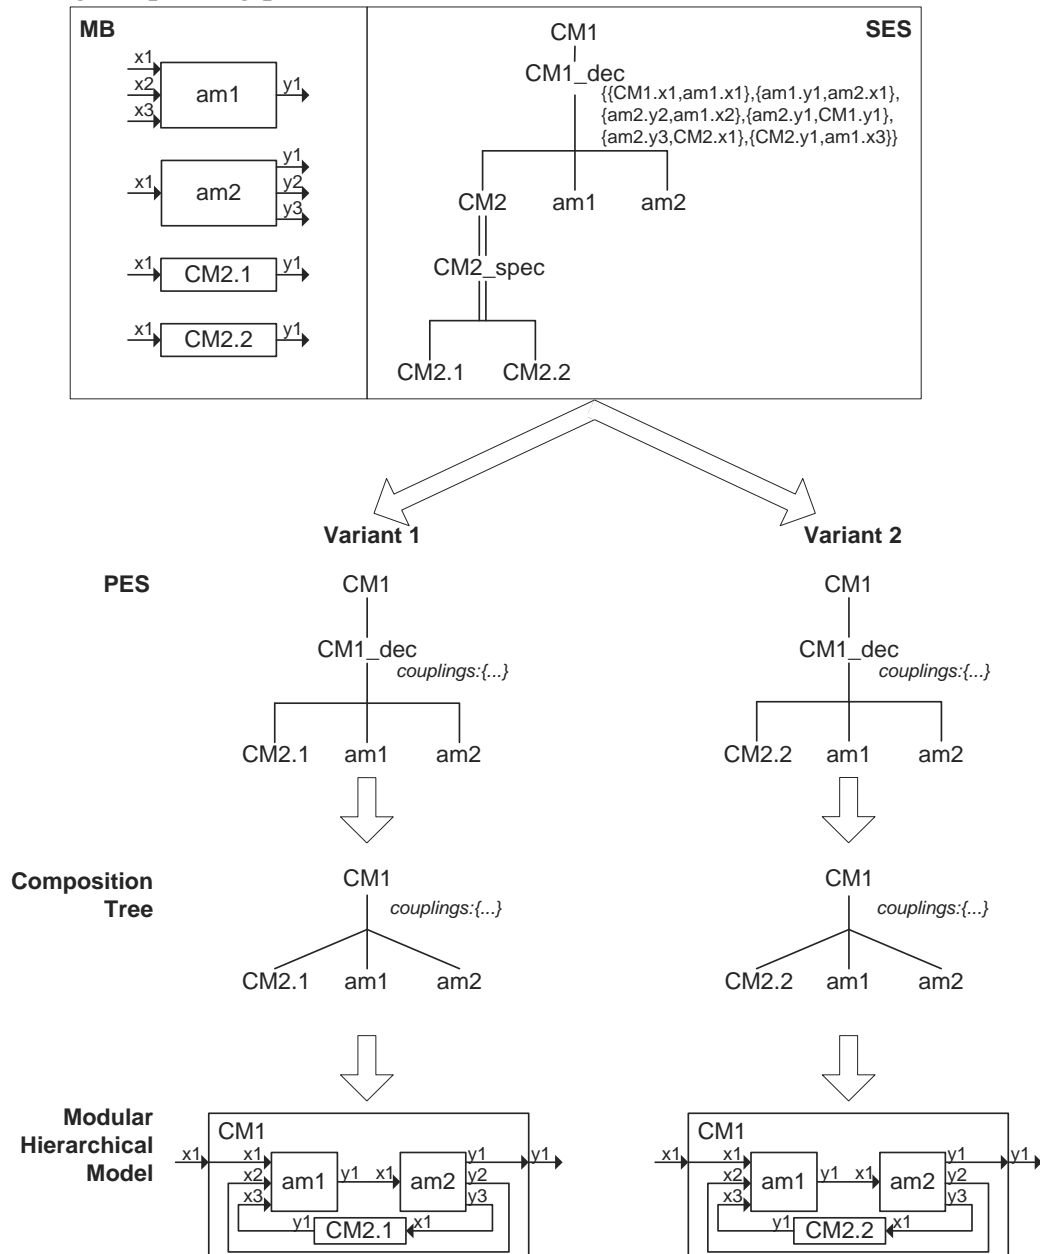 MB
x1
x2
x3
am1
y1
x1
am2
y1
y2
y3
x1
CM2.1
y1
x1
CM2.2
y1
SES
CM1
CM1_dec
{{CM1.x1,am1.x1},{am1.y1,am2.x1},
{am2.y2,am1.x2},{am2.y1,CM1.y1},
{am2.y3,CM2.x1},{CM2.y1,am1.x3}}
CM2 am1 am2
CM2_spec
CM2.1 CM2.2
Variant 1
Variant 2
PES
CM1
CM1_dec
couplings:{...}
CM2.1 am1 am2
CM1
CM1_dec
couplings:{...}
CM2.2 am1 am2
Composition
Tree
CM1
couplings:{...}
CM2.1 am1 am2
CM1
couplings:{...}
CM2.2 am1 am2
Modular
Hierarchical
Model
CM1
x1 x1
x2
x3
am1
y1 x1
am2
y1 y1
y2
y3
y1 CM2.1 x1
CM1
x1 x1
x2
x3
am1
y1 x1
am2
y1 y1
y2
y3
y1 CM2.2 x1